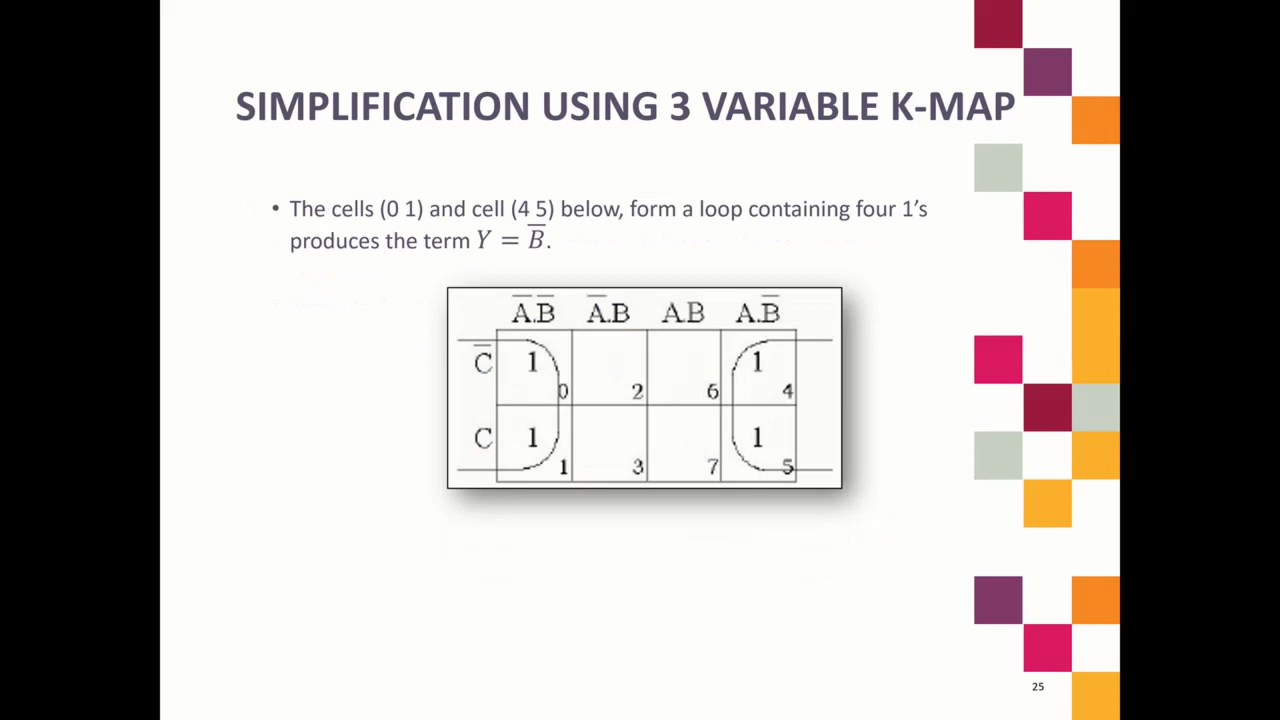 SIMPLIFICATION USING 3 VARIABLE K-MAP
• The cells (0 1) and cell (4 5) below, form a loop containing four 1’s
produces the term Y = B̅.
A̅.B̅ A̅.B A.B A.B̅
C̅ 1 0 2 6 1 4
C 1 1 3 7 1 5
25